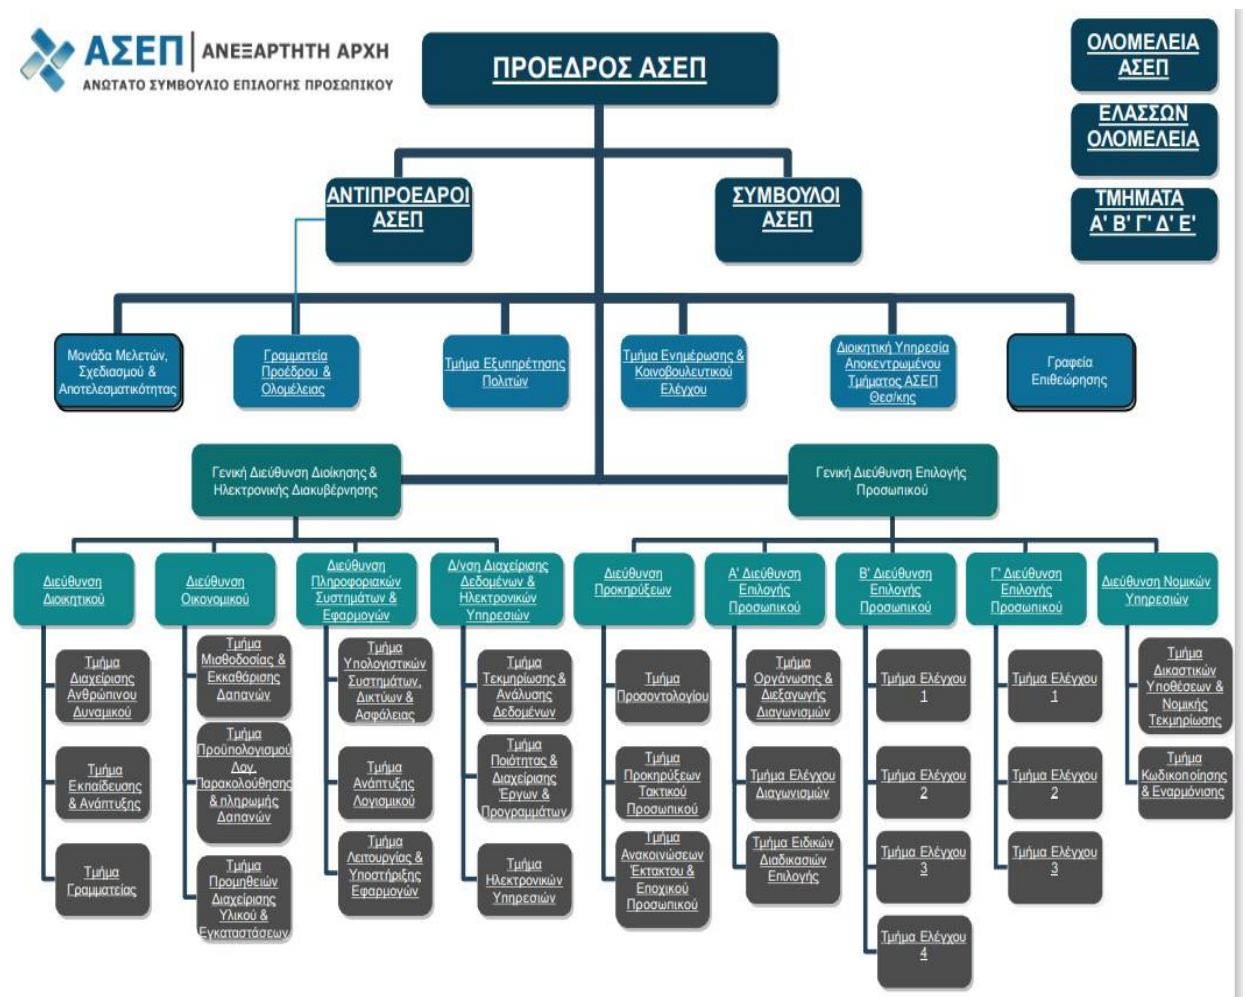 ΑΣΕΠ
ΑΝΕΞΑΡΤΗΤΗ ΑΡΧΗ
ΑΝΩΤΑΤΟ ΣΥΜΒΟΥΛΙΟ ΕΠΙΛΟΓΗΣ ΠΡΟΣΩΠΙΚΟΥ
ΠΡΟΕΔΡΟΣ ΑΣΕΠ
ΟΛΟΜΕΛΕΙΑ
ΑΣΕΠ
ΕΛΑΣΣΩΝ
ΟΛΟΜΕΛΕΙΑ
ΤΜΗΜΑΤΑ
Α' Β' Γ' Δ' Ε'
ΑΝΤΙΠΡΟΕΔΡΟΙ
ΑΣΕΠ
ΣΥΜΒΟΥΛΟΙ
ΑΣΕΠ
Μονάδα Μελετών,
Σχεδιασμού &
Αποτελεσματικότητας
Γραμματεία
Προέδρου &
Ολομέλειας
Τμήμα Εξυπηρέτησης
Πολιτών
Τμήμα Ενημέρωσης &
Κοινοβουλευτικού
Ελέγχου
Διοικητική Υπηρεσία
Αποκεντρωμένου
Τμήματος ΑΣΕΠ
Θεσ/κης
Γραφεία
Επιθεώρησης
Γενική Διεύθυνση Διοίκησης &
Ηλεκτρονικής Διακυβέρνησης
Γενική Διεύθυνση Επιλογής
Προσωπικού
Διεύθυνση
Διοικητικού
Διεύθυνση
Οικονομικού
Διεύθυνση
Πληροφοριακών
Συστημάτων &
Εφαρμογών
Δ/νση Διαχείρισης
Δεδομένων &
Ηλεκτρονικών
Υπηρεσιών
Διεύθυνση
Προκηρύξεων
Α' Διεύθυνση
Επιλογής
Προσωπικού
Β' Διεύθυνση
Επιλογής
Προσωπικού
Γ' Διεύθυνση
Επιλογής
Προσωπικού
Διεύθυνση Νομικών
Υπηρεσιών
Τμήμα
Διαχείρισης
Ανθρώπινου
Δυναμικού
Τμήμα
Εκπαίδευσης
& Ανάπτυξης
Τμήμα
Γραμματείας
Τμήμα
Μισθοδοσίας &
Εκκαθάρισης
Δαπανών
Τμήμα
Προϋπολογισμού
Λογ.
Παρακολούθησης
& πληρωμής
Δαπανών
Τμήμα
Προμηθειών
Διαχείρισης
Υλικού &
Εγκαταστάσεων
Τμήμα
Υπολογιστικών
Συστημάτων,
Δικτύων &
Ασφάλειας
Τμήμα
Ανάπτυξης
Λογισμικού
Τμήμα
Λειτουργίας &
Υποστήριξης
Εφαρμογών
Τμήμα
Τεκμηρίωσης &
Ανάλυσης
Δεδομένων
Τμήμα
Ποιότητας &
Διαχείρισης
Έργων &
Προγραμμάτων
Τμήμα
Ηλεκτρονικών
Υπηρεσιών
Τμήμα
Προσοντολογίου
Τμήμα
Προκηρύξεων
Τακτικού
Προσωπικού
Τμήμα
Ανακοινώσεων
Έκτακτου &
Εποχικού
Προσωπικού
Τμήμα
Οργάνωσης &
Διεξαγωγής
Διαγωνισμών
Τμήμα Ελέγχου
Διαγωνισμών
Τμήμα Ειδικών
Διαδικασιών
Επιλογής
Τμήμα Ελέγχου
1
Τμήμα Ελέγχου
2
Τμήμα Ελέγχου
3
Τμήμα Ελέγχου
4
Τμήμα Ελέγχου
1
Τμήμα Ελέγχου
2
Τμήμα Ελέγχου
3
Τμήμα
Δικαστικών
Υποθέσεων &
Νομικής
Τεκμηρίωσης
Τμήμα
Κωδικοποίησης
& Εναρμόνισης